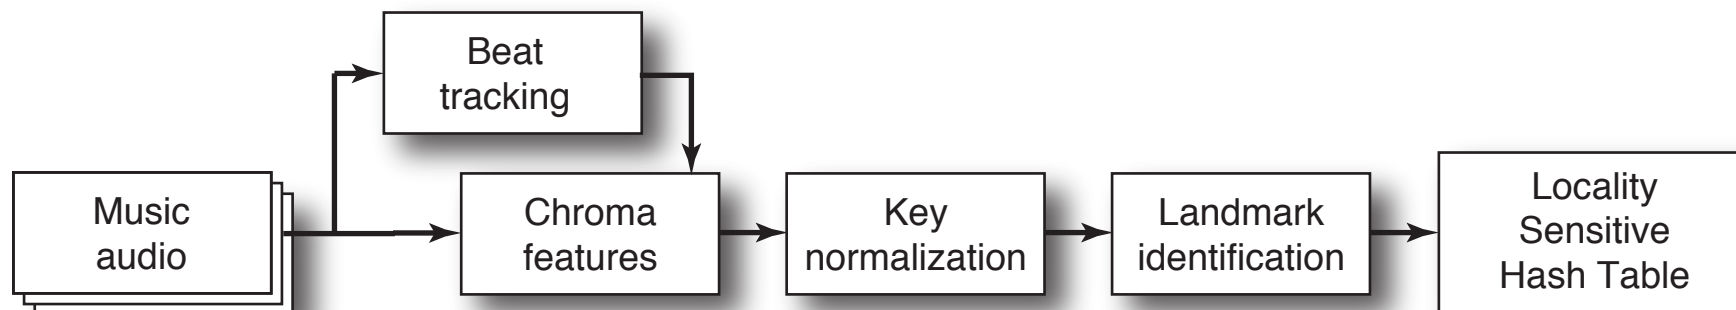 Beat
tracking
Music
audio
Chroma
features
Key
normalization
Landmark
identification
Locality
Sensitive
Hash Table